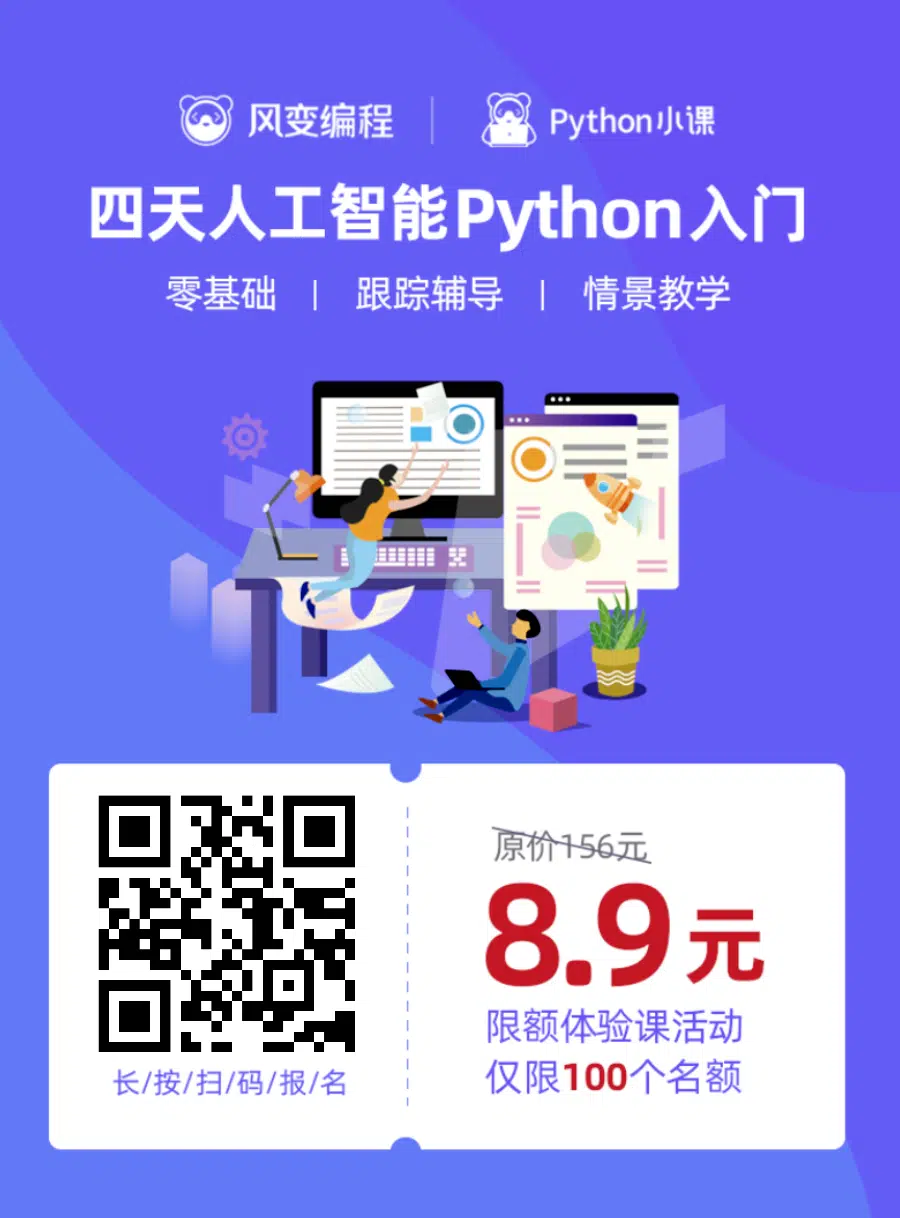 风变编程 | Python小课
四天人工智能Python入门
零基础 | 跟踪辅导 | 情景教学
原价156元
8.9元
限额体验课活动
仅限100个名额
长/按/扫/码/报/名